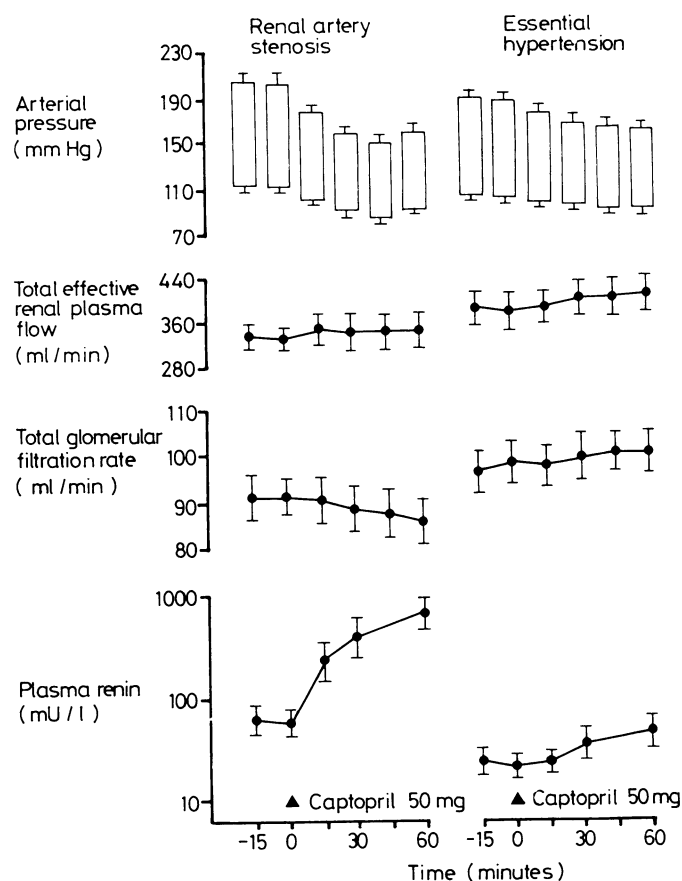 Renal artery
stenosis
Essential
hypertension
Arterial
pressure
(mm Hg)
230
190
150
110
70
Total effective
renal plasma
flow
(ml/min)
440
360
280
Total glomerular
filtration rate
(ml/min)
110
100
90
80
Plasma renin
(mU/l)
1000
100
10
▲ Captopril 50 mg
▲ Captopril 50 mg
-15 0 30 60
-15 0 30 60
Time (minutes)